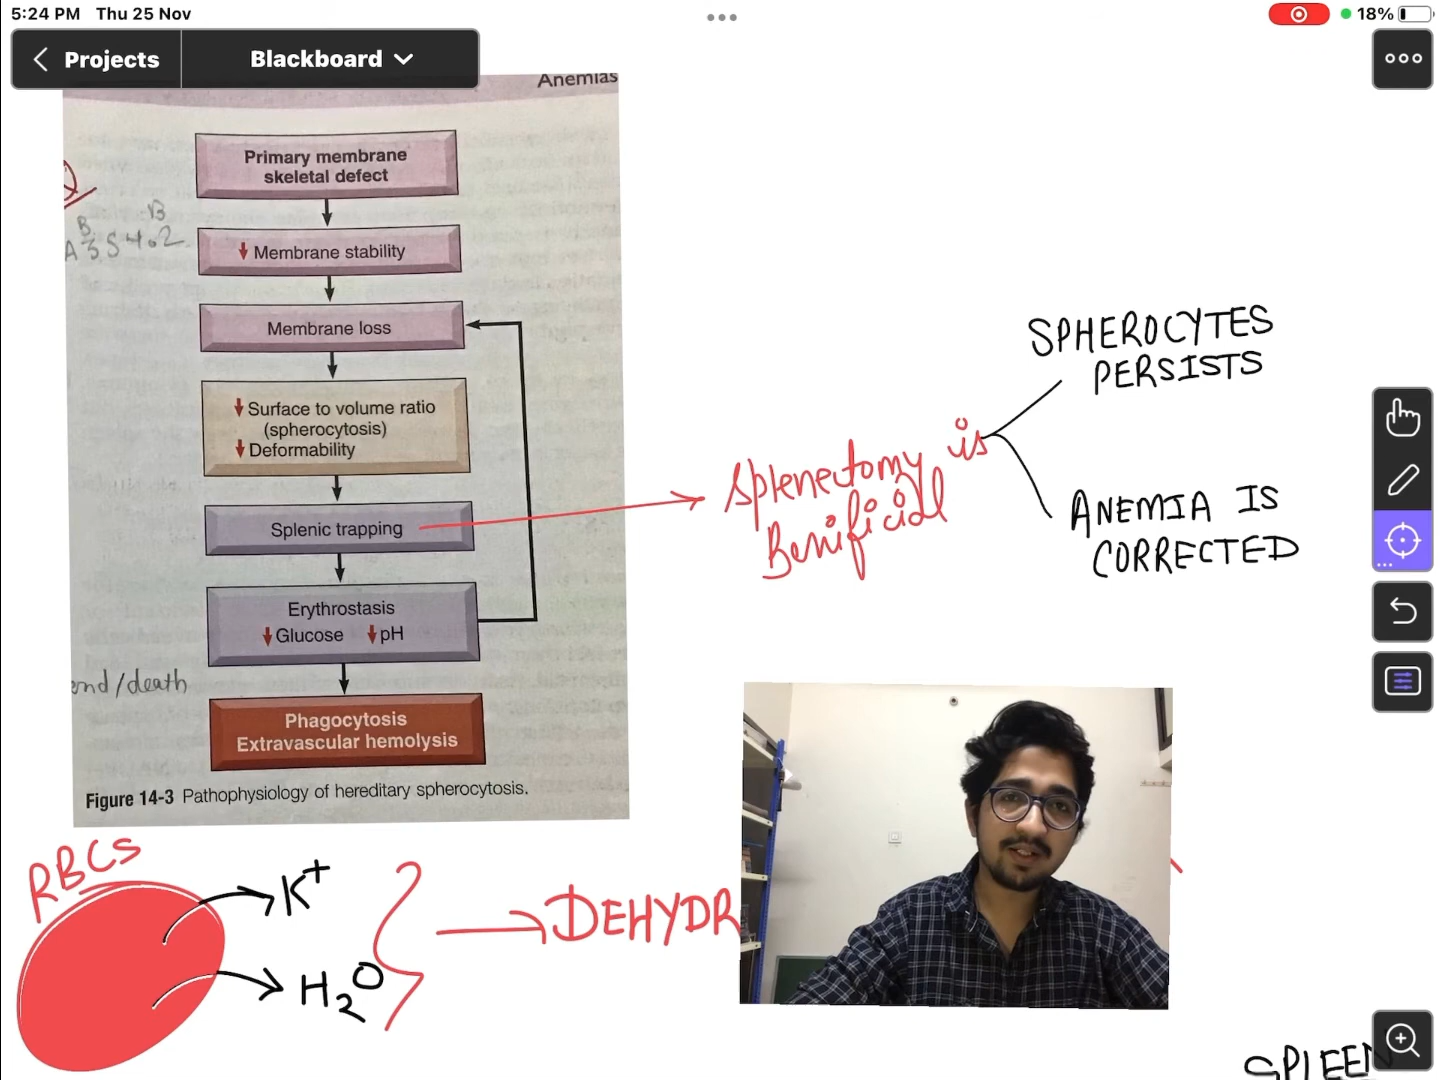 5:24 PM Thu 25 Nov
18%
Projects
Blackboard
Anemias
Primary membrane
skeletal defect
Membrane stability
Membrane loss
Surface to volume ratio
(spherocytosis)
Deformability
Splenic trapping
Erythrostasis
Glucose pH
Phagocytosis
Extravascular hemolysis
Figure 14-3 Pathophysiology of hereditary spherocytosis.
end/death
Splenectomy is
Benificial
SPHEROCYTES
PERSISTS
ANEMIA IS
CORRECTED
RBCs
K+
H2O
DEHYDR
SPLEEN